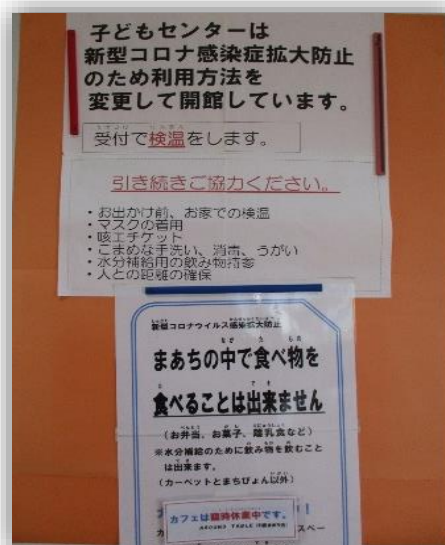 子どもセンターは
新型コロナ感染症拡大防止
のため利用方法を
変更して開館しています。
受付で検温をします。
引き続きご協力ください。
・お出かけ前、お家での検温
・マスクの着用
・咳エチケット
・こまめな手洗い、消毒、うがい
・水分補給用の飲み物持参
・人との距離の確保
新型コロナウイルス感染拡大防止
まあちの中で食べ物を
食べることは出来ません
(お弁当、お菓子、離乳食など)
※水分補給のために飲み物を飲むこと
は出来ます。
(カーペットとまちぴょん以外)
カフェは臨時休業中です。
スペー